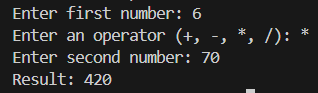 Enter first number: 6
Enter an operator (+, -, *, /): *
Enter second number: 70
Result: 420